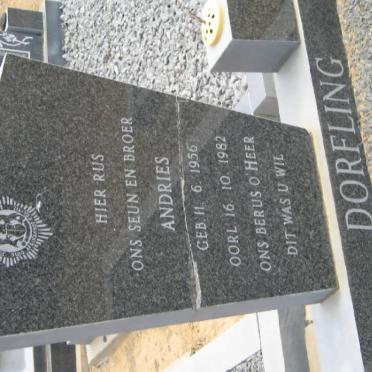 HIER RUS
ONS SEUN EN BROER
ANDRIES
GEB 11. 6. 1956
OORL 16. 10. 1982
ONS BERUS O HEER
DIT WAS U WIL
DORFLING